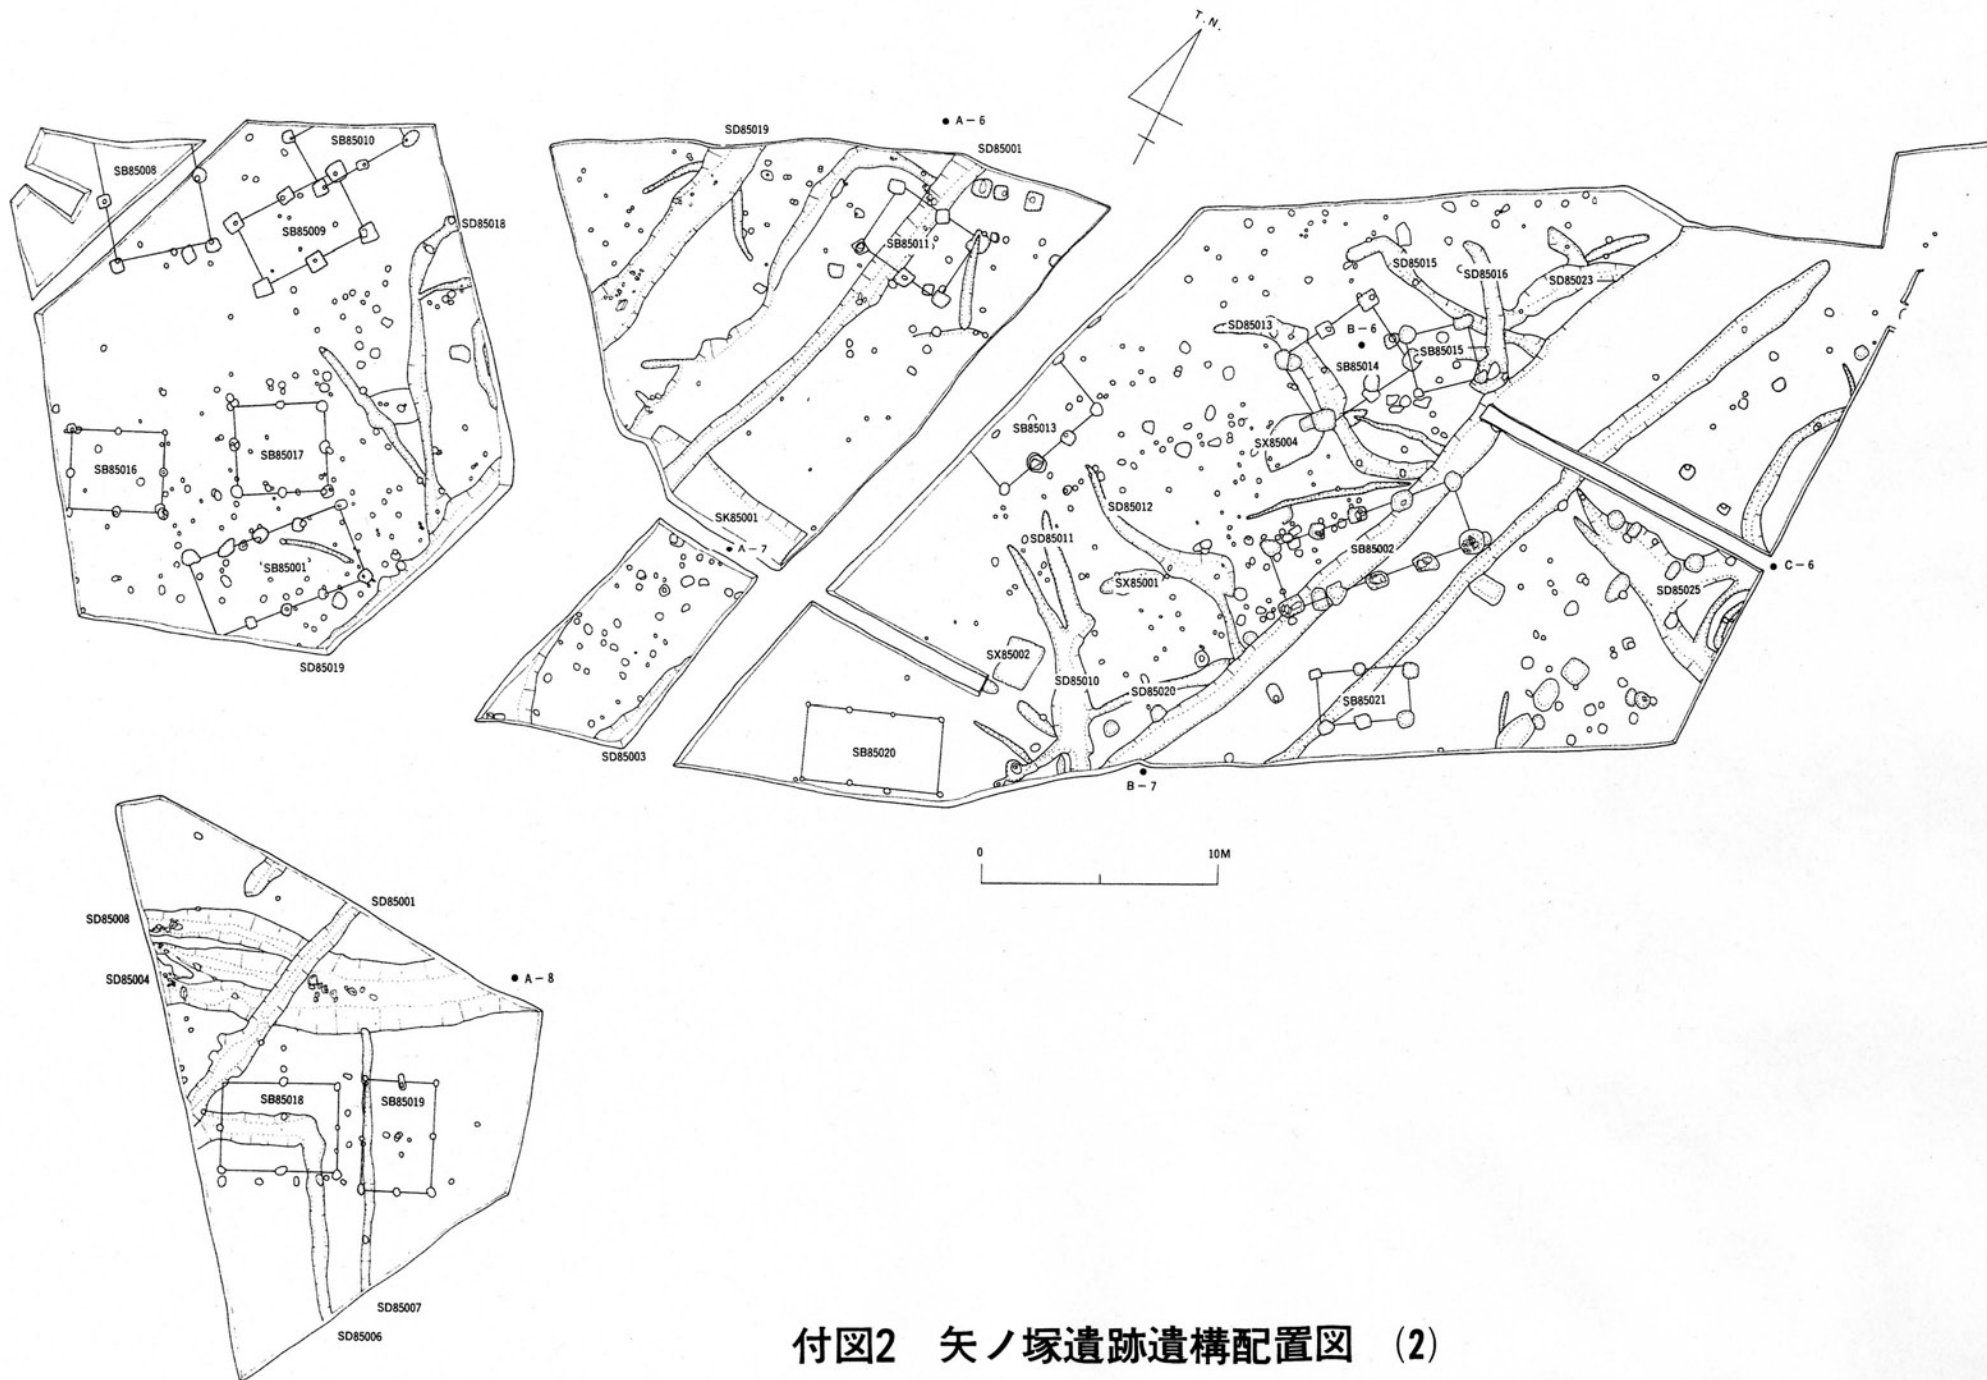 T.N.
SB85008
SB85010
SB85009
SD85018
SB85016
SB85017
SB85001
SD85019
SD85019
A-6
SD85001
SB85011
SK85001
A-7
SD85003
SD85015
SD85016
SD85023
SD85013
B-6
SB85015
SB85014
SB85013
SX85004
SD85012
SD85011
SB85002
SX85001
C-6
SD85025
SX85002
SD85010
SD85020
SB85021
SB85020
B-7
0 10M
SD85008
SD85001
SD85004
A-8
SB85018
SB85019
SD85007
SD85006
付図2 矢ノ塚遺跡遺構配置図 (2)